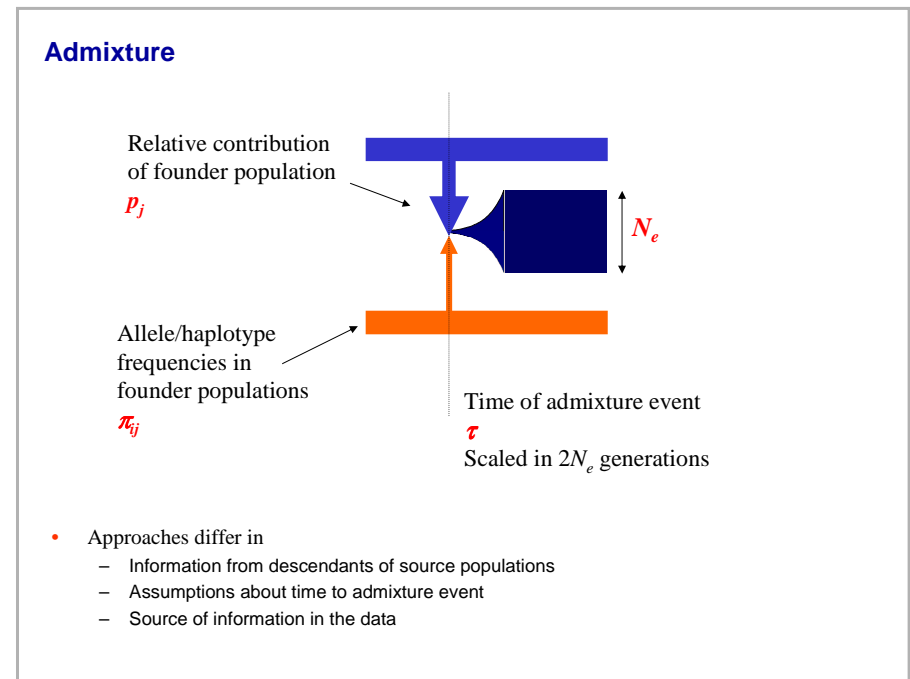 Admixture
Relative contribution
of founder population
p_j
N_e
Allele/haplotype
frequencies in
founder populations
π_ij
Time of admixture event
τ
Scaled in 2N_e generations
• Approaches differ in
– Information from descendants of source populations
– Assumptions about time to admixture event
– Source of information in the data